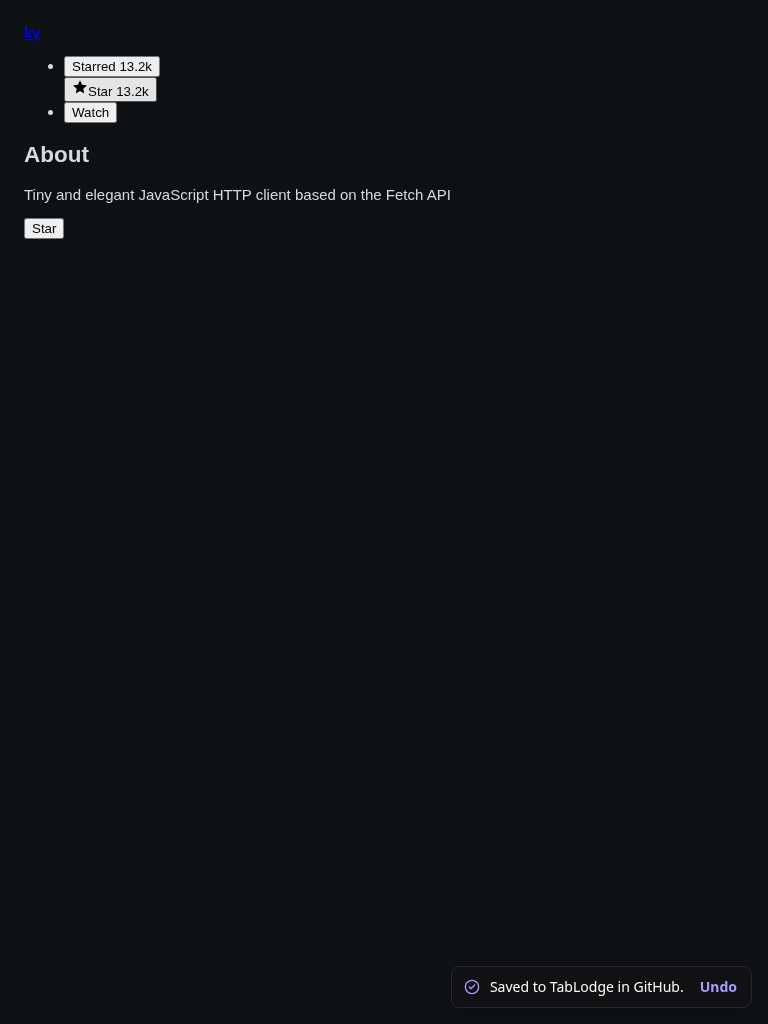 ky
Starred 13.2k
Star 13.2k
Watch
About
Tiny and elegant JavaScript HTTP client based on the Fetch API
Star
Saved to TabLodge in GitHub. Undo